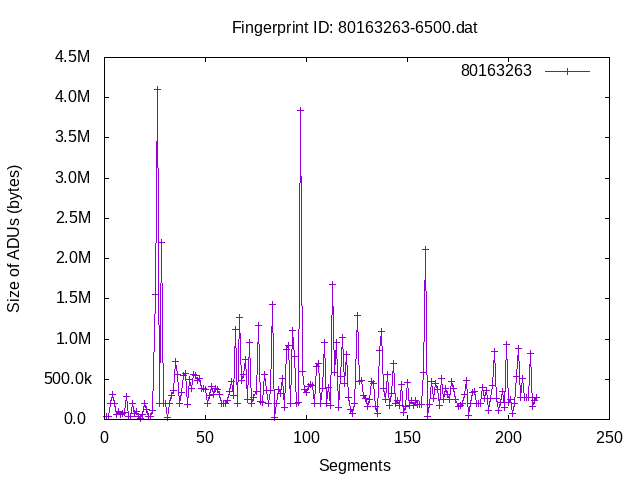 Fingerprint ID: 80163263-6500.dat
4.5M
80163263
4.0M
3.5M
3.0M
2.5M
2.0M
1.5M
1.0M
500.0k
0.0
Size of ADUs (bytes)
0 50 100 150 200 250
Segments